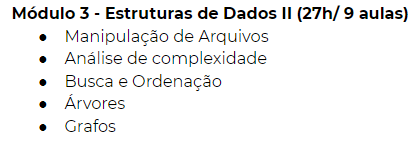 Módulo 3 - Estruturas de Dados II (27h/ 9 aulas)
● Manipulação de Arquivos
● Análise de complexidade
● Busca e Ordenação
● Árvores
● Grafos